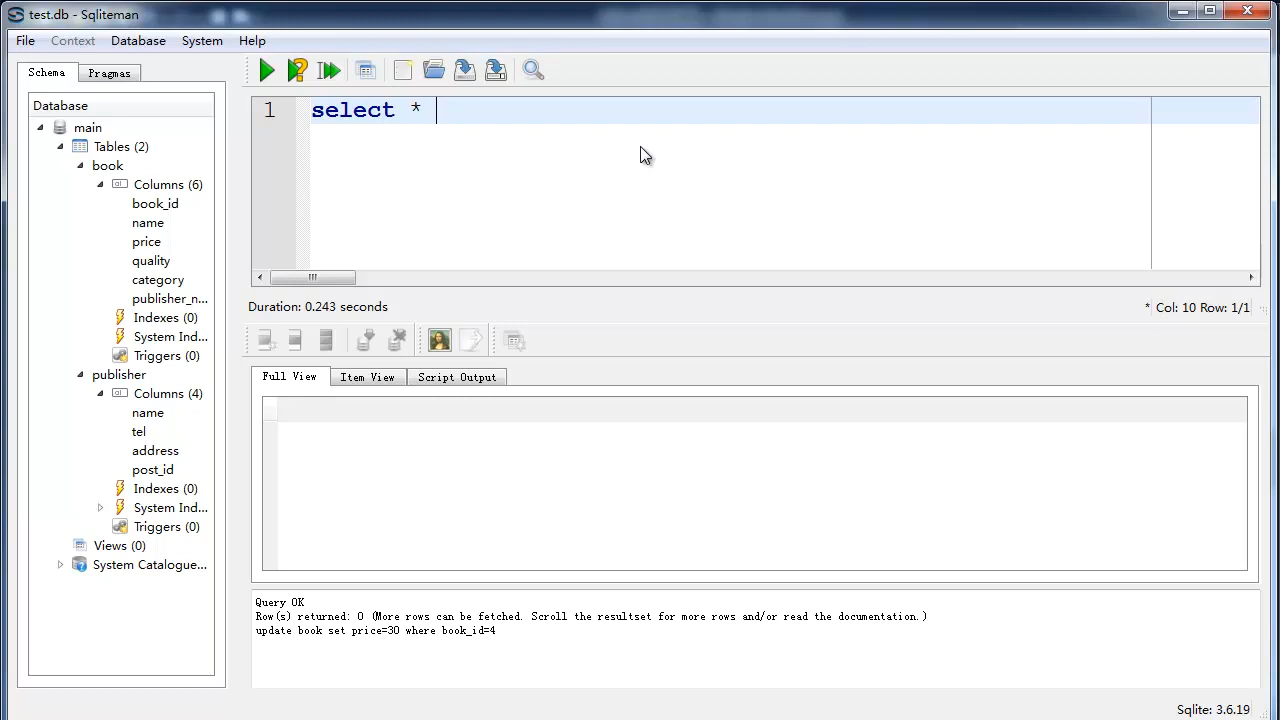 test.db - Sqliteman
File Context Database System Help
Schema Pragmas
Database
main
Tables (2)
book
Columns (6)
book_id
name
price
quality
category
publisher_n...
Indexes (0)
System Ind...
Triggers (0)
publisher
Columns (4)
name
tel
address
post_id
Indexes (0)
System Ind...
Triggers (0)
Views (0)
System Catalogue...
1 select *
Duration: 0.243 seconds
* Col: 10 Row: 1/1
Full View Item View Script Output
Query OK
Row(s) returned: 0 (More rows can be fetched. Scroll the resultset for more rows and/or read the documentation.)
update book set price=30 where book_id=4
Sqlite: 3.6.19